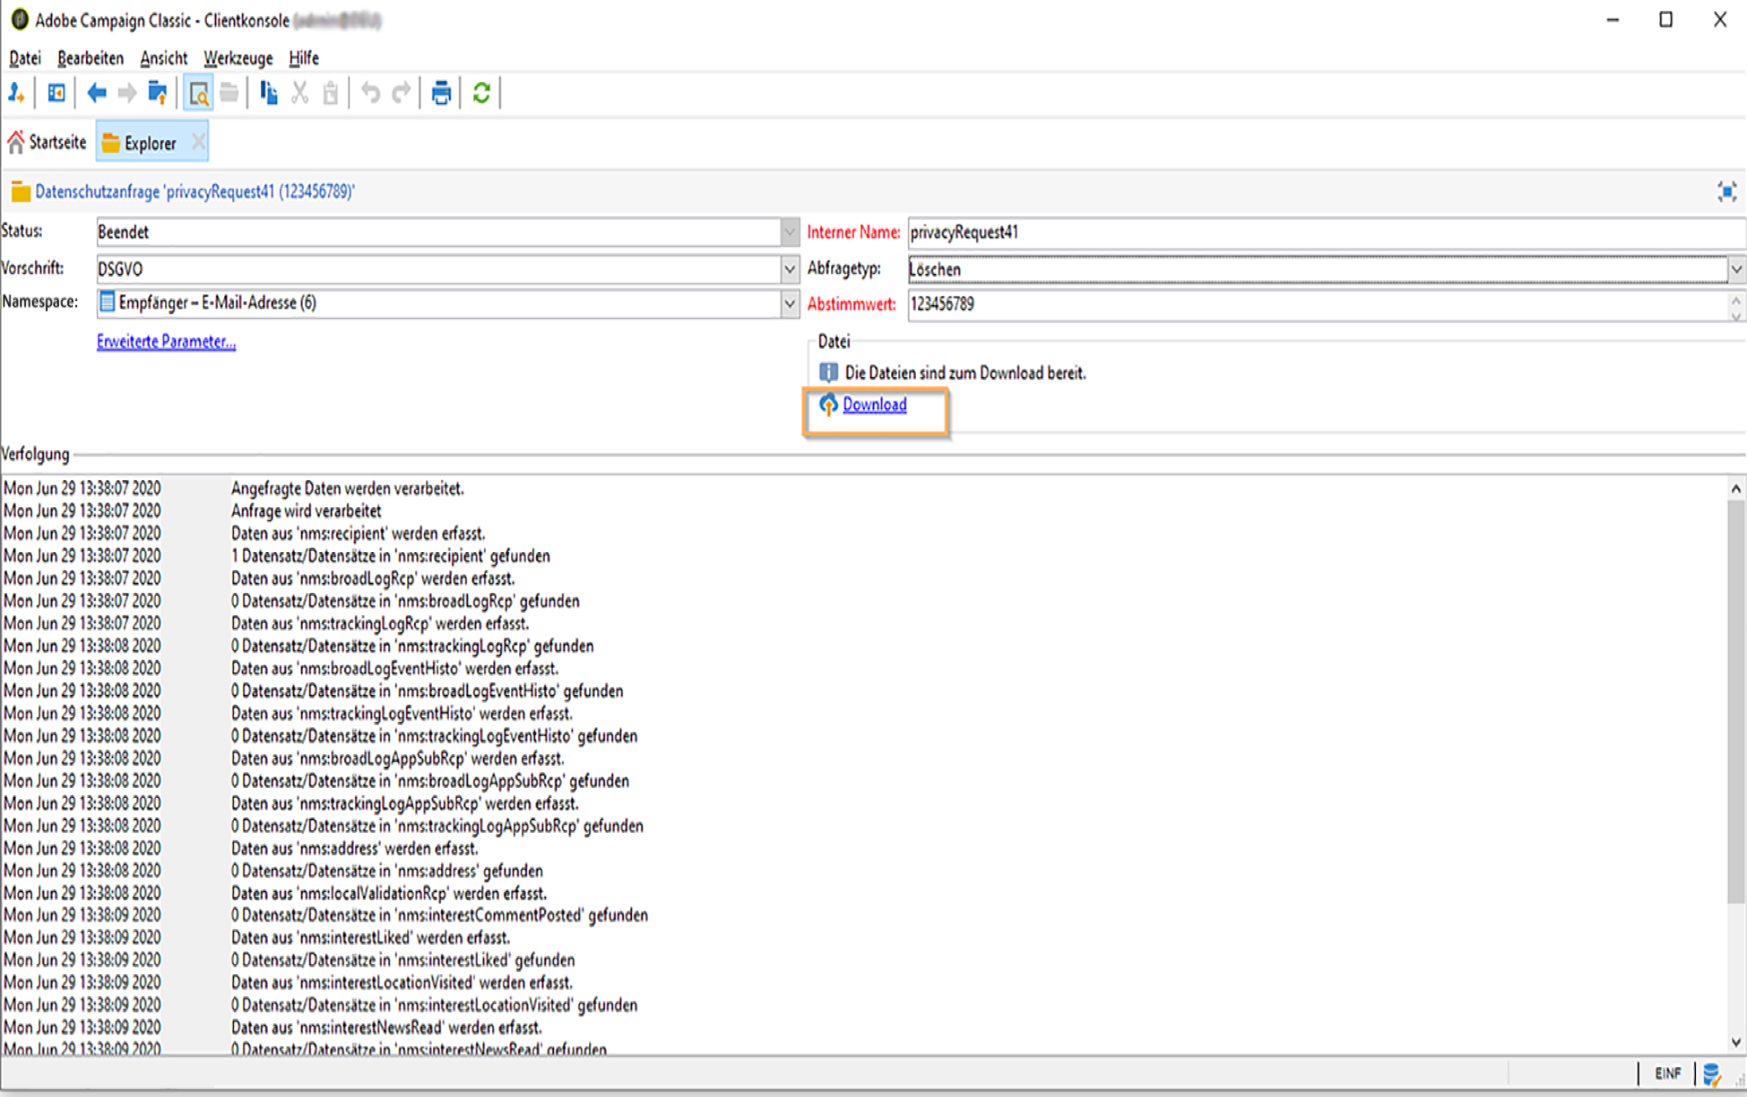 Adobe Campaign Classic - Clientkonsole
Datei Bearbeiten Ansicht Werkzeuge Hilfe
Startseite Explorer
Datenschutzanfrage 'privacyRequest41 (123456789)'
Status: Beendet Interner Name: privacyRequest41
Vorschrift: DSGVO Abfragetyp: Löschen
Namespace: Empfänger – E-Mail-Adresse (6) Abstimmwert: 123456789
Erweiterte Parameter... Datei
Die Dateien sind zum Download bereit.
Download
Verfolgung
Mon Jun 29 13:38:07 2020 Angefragte Daten werden verarbeitet.
Mon Jun 29 13:38:07 2020 Anfrage wird verarbeitet
Mon Jun 29 13:38:07 2020 Daten aus 'nms:recipient' werden erfasst.
Mon Jun 29 13:38:07 2020 1 Datensatz/Datensätze in 'nms:recipient' gefunden
Mon Jun 29 13:38:07 2020 Daten aus 'nms:broadLogRcp' werden erfasst.
Mon Jun 29 13:38:07 2020 0 Datensatz/Datensätze in 'nms:broadLogRcp' gefunden
Mon Jun 29 13:38:07 2020 Daten aus 'nms:trackingLogRcp' werden erfasst.
Mon Jun 29 13:38:08 2020 0 Datensatz/Datensätze in 'nms:trackingLogRcp' gefunden
Mon Jun 29 13:38:08 2020 Daten aus 'nms:broadLogEventHisto' werden erfasst.
Mon Jun 29 13:38:08 2020 0 Datensatz/Datensätze in 'nms:broadLogEventHisto' gefunden
Mon Jun 29 13:38:08 2020 Daten aus 'nms:trackingLogEventHisto' werden erfasst.
Mon Jun 29 13:38:08 2020 0 Datensatz/Datensätze in 'nms:trackingLogEventHisto' gefunden
Mon Jun 29 13:38:08 2020 Daten aus 'nms:broadLogAppSubRcp' werden erfasst.
Mon Jun 29 13:38:08 2020 0 Datensatz/Datensätze in 'nms:broadLogAppSubRcp' gefunden
Mon Jun 29 13:38:08 2020 Daten aus 'nms:trackingLogAppSubRcp' werden erfasst.
Mon Jun 29 13:38:08 2020 0 Datensatz/Datensätze in 'nms:trackingLogAppSubRcp' gefunden
Mon Jun 29 13:38:08 2020 Daten aus 'nms:address' werden erfasst.
Mon Jun 29 13:38:08 2020 0 Datensatz/Datensätze in 'nms:address' gefunden
Mon Jun 29 13:38:08 2020 Daten aus 'nms:localValidationRcp' werden erfasst.
Mon Jun 29 13:38:09 2020 0 Datensatz/Datensätze in 'nms:interestCommentPosted' gefunden
Mon Jun 29 13:38:09 2020 Daten aus 'nms:interestLiked' werden erfasst.
Mon Jun 29 13:38:09 2020 0 Datensatz/Datensätze in 'nms:interestLiked' gefunden
Mon Jun 29 13:38:09 2020 Daten aus 'nms:interestLocationVisited' werden erfasst.
Mon Jun 29 13:38:09 2020 0 Datensatz/Datensätze in 'nms:interestLocationVisited' gefunden
Mon Jun 29 13:38:09 2020 Daten aus 'nms:interestNewsRead' werden erfasst.
Mon Jun 29 13:38:09 2020 0 Datensatz/Datensätze in 'nms:interestNewsRead' gefunden
EINF